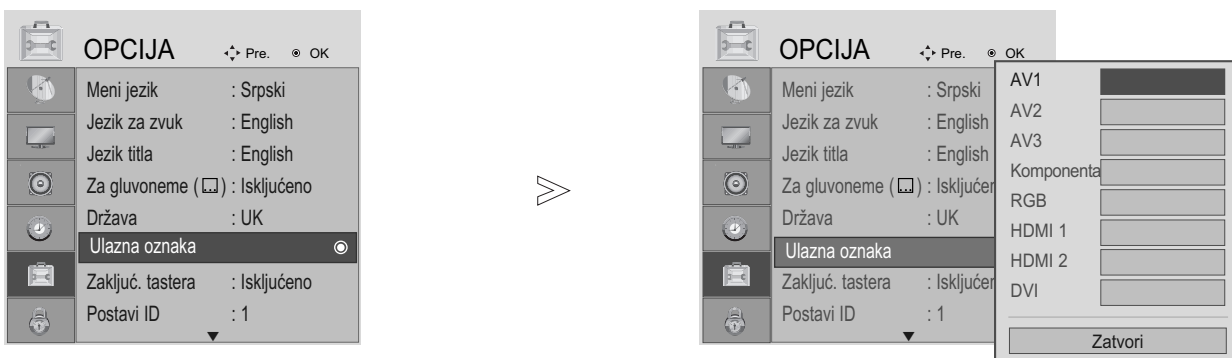 OPCIJA Pre. OK
Meni jezik : Srpski
Jezik za zvuk : English
Jezik titla : English
Za gluvoneme ( ) : Isključeno
Država : UK
Ulazna oznaka
Zaključ. tastera : Isključeno
Postavi ID : 1
OPCIJA Pre. OK
Meni jezik : Srpski
Jezik za zvuk : English
Jezik titla : English
Za gluvoneme ( ) : Isključen
Država : UK
Ulazna oznaka
Zaključ. tastera : Isključen
Postavi ID : 1
AV1
AV2
AV3
Komponenta
RGB
HDMI 1
HDMI 2
DVI
Zatvori